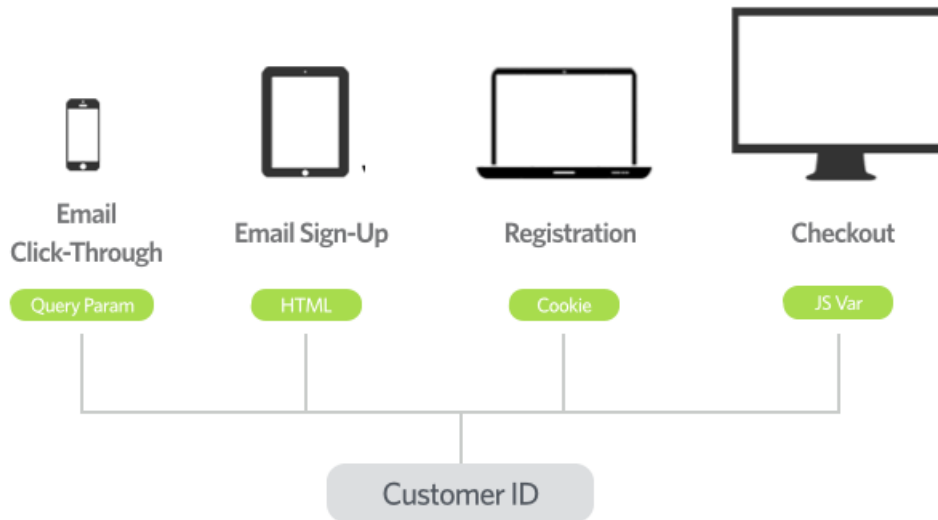 Email
Click-Through
Email Sign-Up
Registration
Checkout
Query Param
HTML
Cookie
JS Var
Customer ID